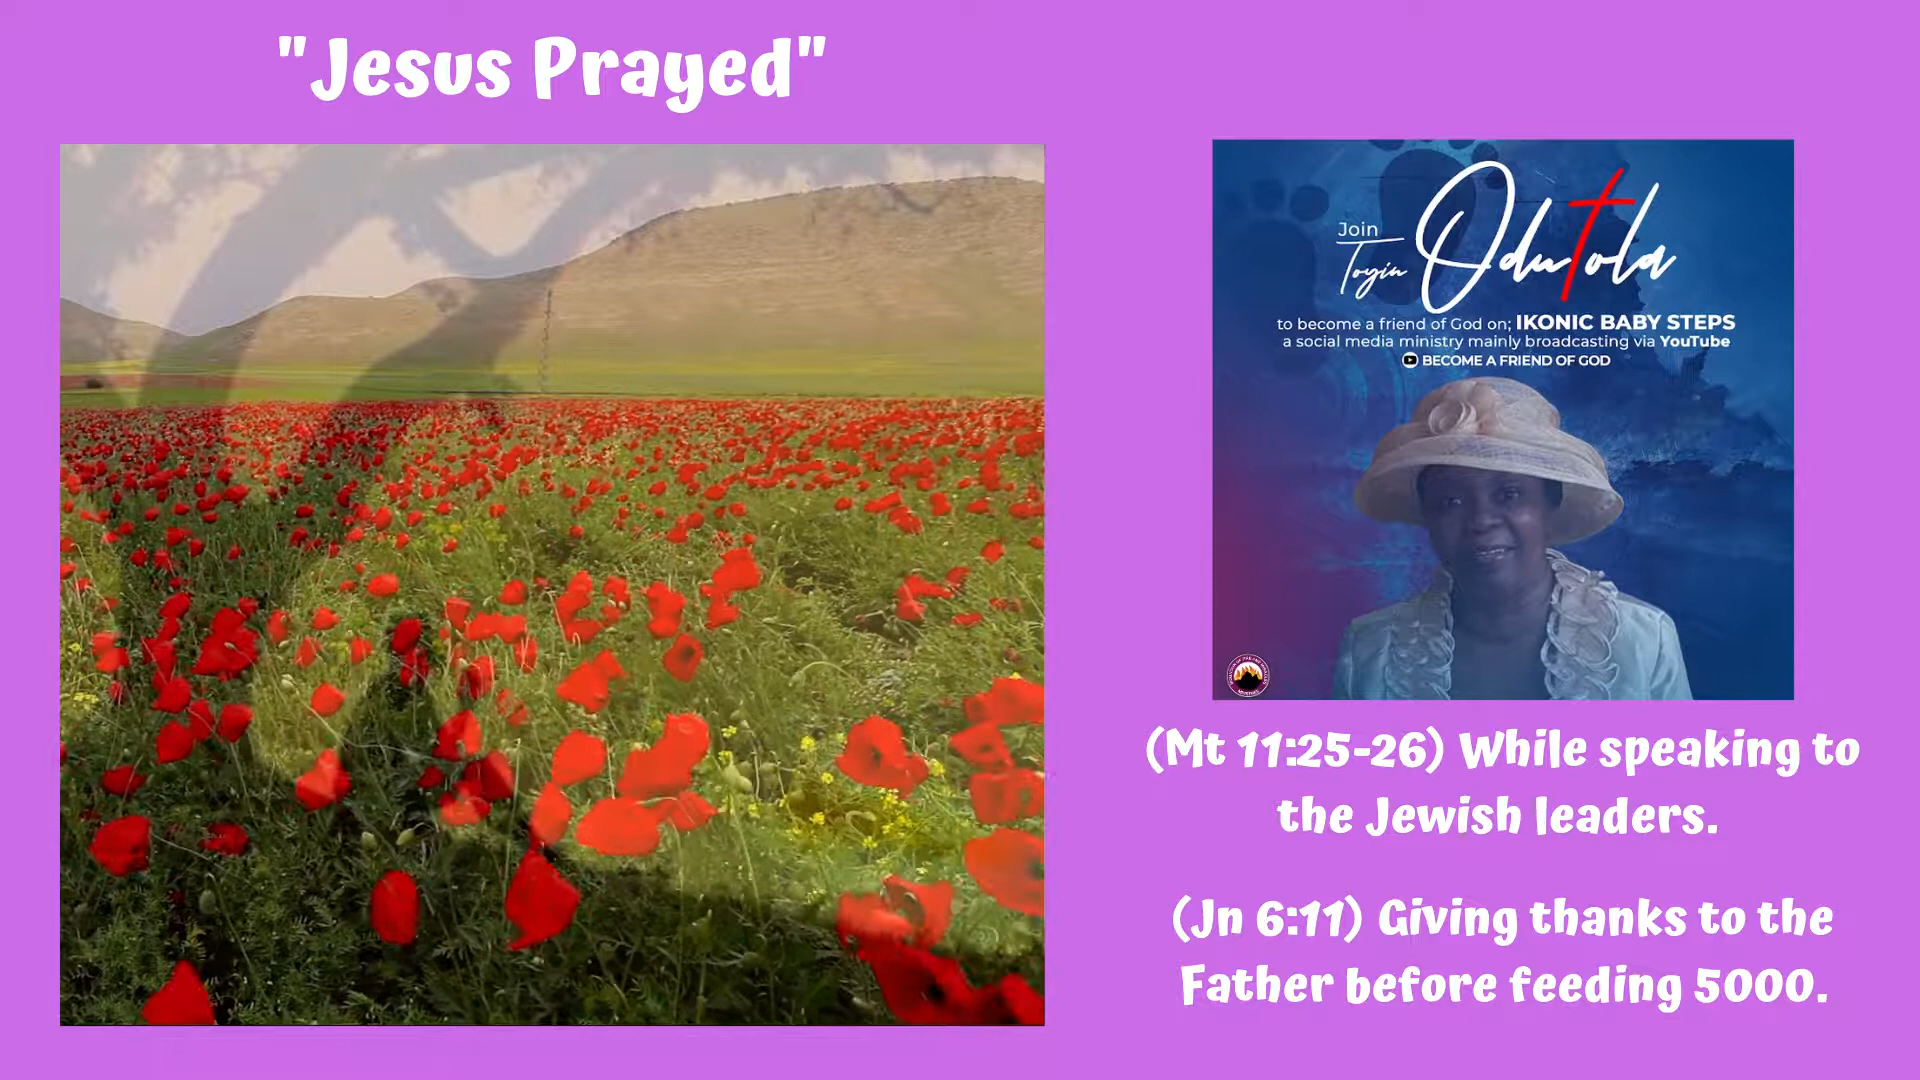 "Jesus Prayed"
Join
Toyin Odutola
to become a friend of God on; IKONIC BABY STEPS
a social media ministry mainly broadcasting via YouTube
BECOME A FRIEND OF GOD
(Mt 11:25-26) While speaking to
the Jewish leaders.
(Jn 6:11) Giving thanks to the
Father before feeding 5000.